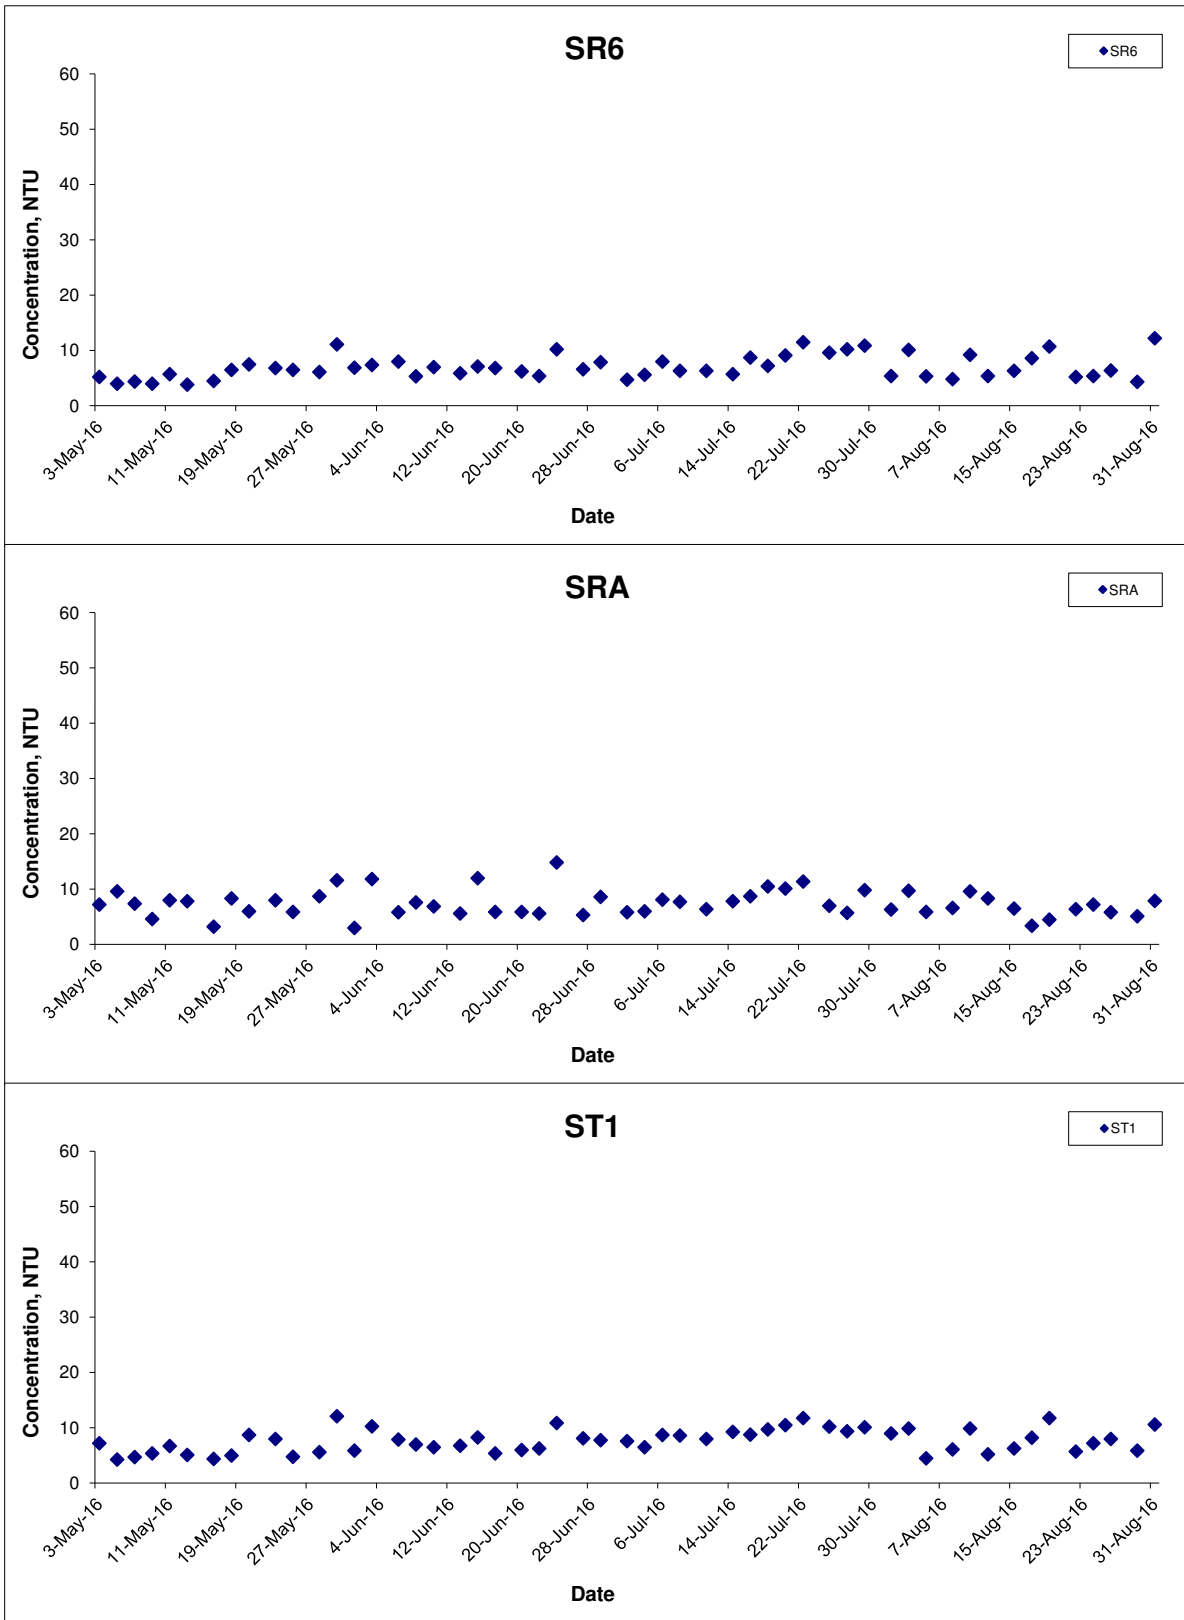 SR6
SR6
60
50
40
30
20
10
0
Concentration, NTU
3-May-16
11-May-16
19-May-16
27-May-16
4-Jun-16
12-Jun-16
20-Jun-16
28-Jun-16
6-Jul-16
14-Jul-16
22-Jul-16
30-Jul-16
7-Aug-16
15-Aug-16
23-Aug-16
31-Aug-16
Date
SRA
SRA
60
50
40
30
20
10
0
Concentration, NTU
3-May-16
11-May-16
19-May-16
27-May-16
4-Jun-16
12-Jun-16
20-Jun-16
28-Jun-16
6-Jul-16
14-Jul-16
22-Jul-16
30-Jul-16
7-Aug-16
15-Aug-16
23-Aug-16
31-Aug-16
Date
ST1
ST1
60
50
40
30
20
10
0
Concentration, NTU
3-May-16
11-May-16
19-May-16
27-May-16
4-Jun-16
12-Jun-16
20-Jun-16
28-Jun-16
6-Jul-16
14-Jul-16
22-Jul-16
30-Jul-16
7-Aug-16
15-Aug-16
23-Aug-16
31-Aug-16
Date